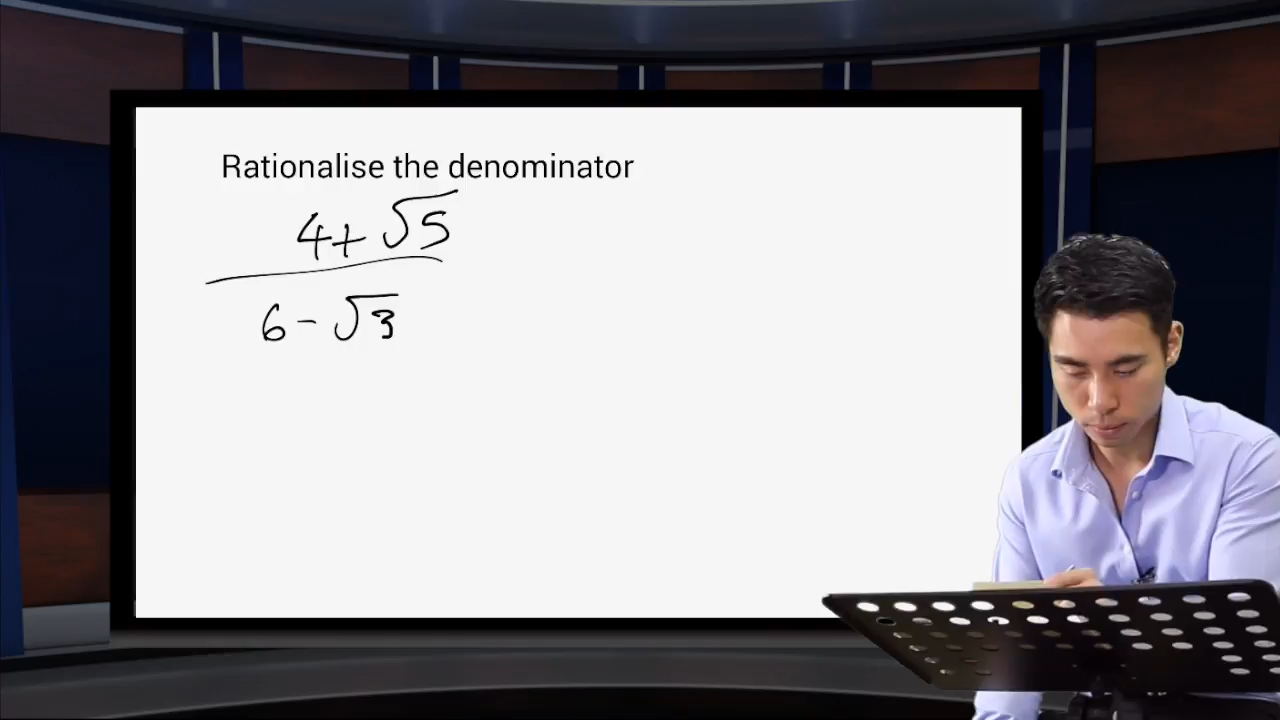 Rationalise the denominator
4+ √5
6 - √3